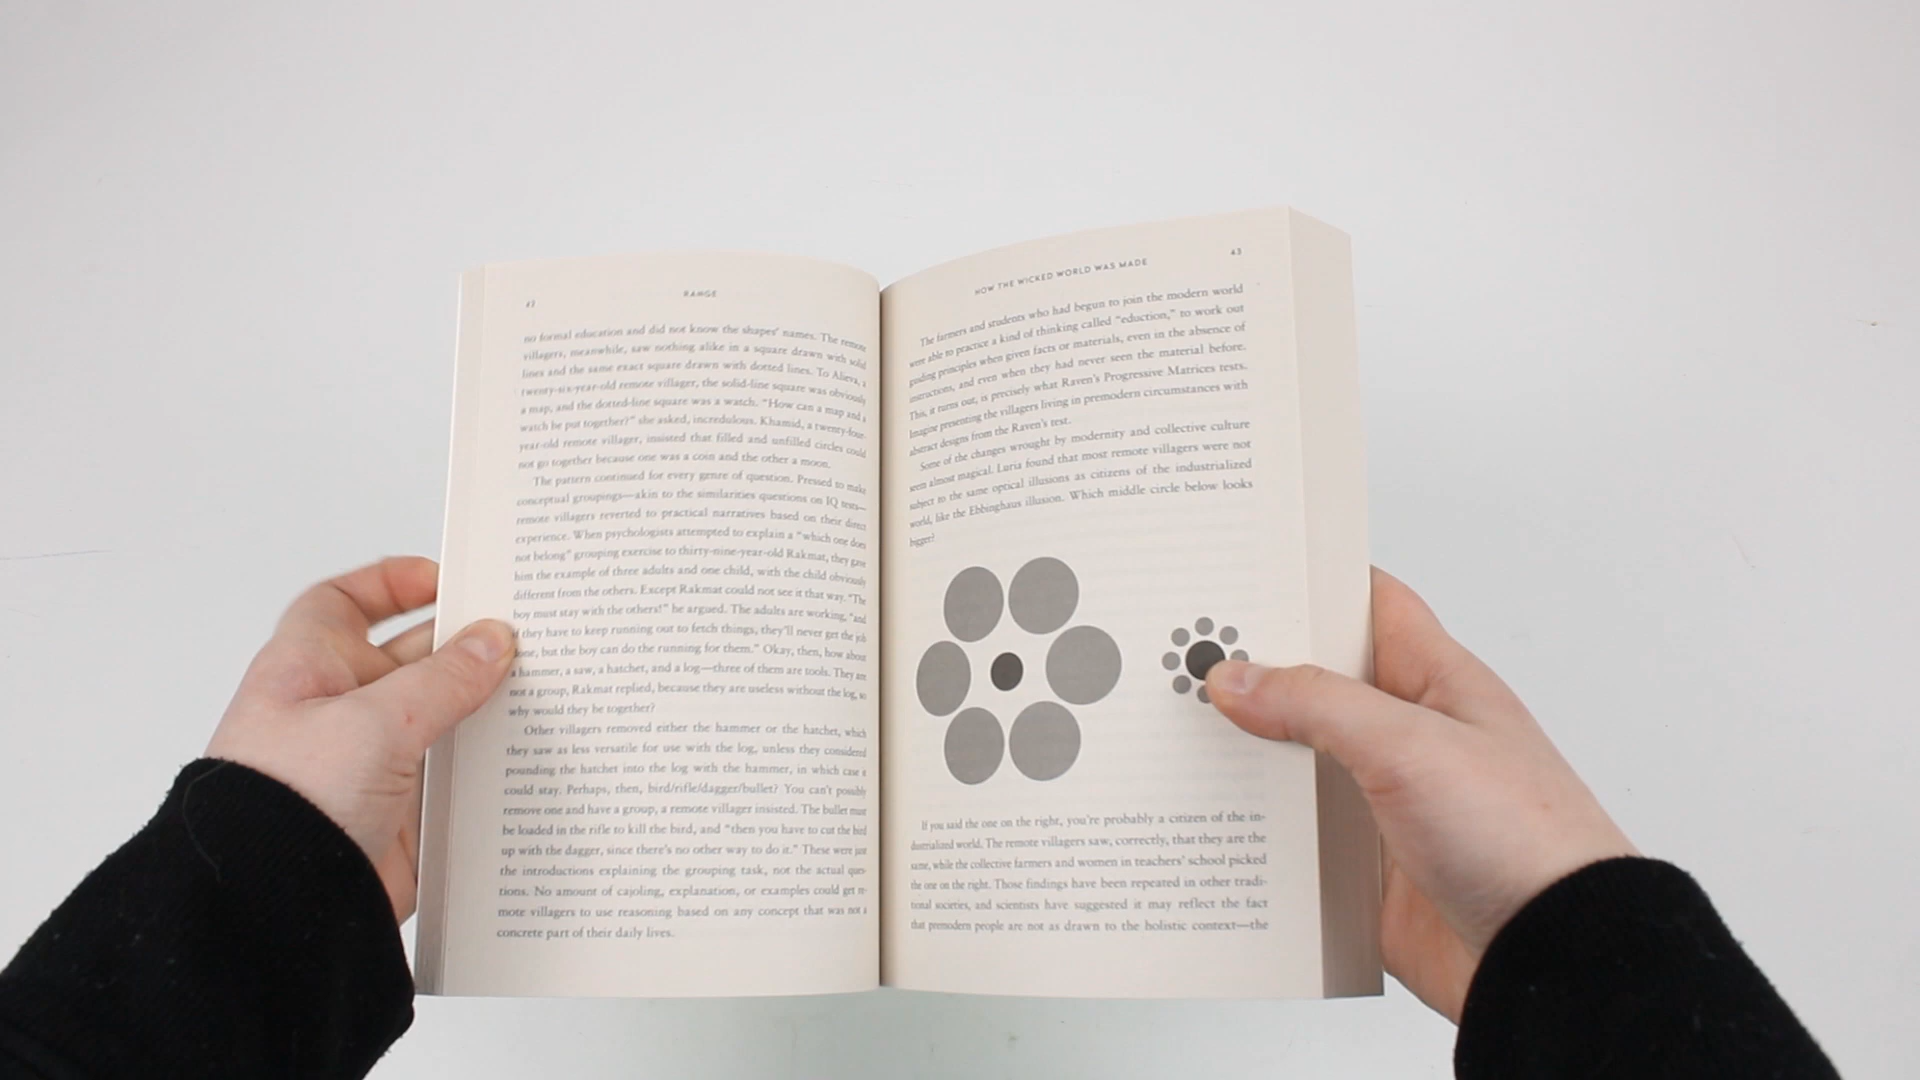 42
RANGE
no formal education and did not know the shapes' names. The remote
villagers, meanwhile, saw nothing alike in a square drawn with solid
lines and the same exact square drawn with dotted lines. To Alieva, a
twenty-six-year-old remote villager, the solid-line square was obviously
a map, and the dotted-line square was a watch. "How can a map and a
watch be put together?" she asked, incredulous. Khamid, a twenty-four-
year-old remote villager, insisted that filled and unfilled circles could
not go together because one was a coin and the other a moon.
The pattern continued for every genre of question. Pressed to make
conceptual groupings—akin to the similarities questions on IQ tests—
remote villagers reverted to practical narratives based on their direct
experience. When psychologists attempted to explain a "which one does
not belong" grouping exercise to thirty-nine-year-old Rakmat, they gave
him the example of three adults and one child, with the child obviously
different from the others. Except Rakmat could not see it that way. "The
boy must stay with the others!" he argued. The adults are working, "and
if they have to keep running out to fetch things, they'll never get the job
done, but the boy can do the running for them." Okay, then, how about
a hammer, a saw, a hatchet, and a log—three of them are tools. They are
not a group, Rakmat replied, because they are useless without the log, so
why would they be together?
Other villagers removed either the hammer or the hatchet, which
they saw as less versatile for use with the log, unless they considered
pounding the hatchet into the log with the hammer, in which case it
could stay. Perhaps, then, bird/rifle/dagger/bullet? You can't possibly
remove one and have a group, a remote villager insisted. The bullet must
be loaded in the rifle to kill the bird, and "then you have to cut the bird
up with the dagger, since there's no other way to do it." These were just
the introductions explaining the grouping task, not the actual ques-
tions. No amount of cajoling, explanation, or examples could get re-
mote villagers to use reasoning based on any concept that was not a
concrete part of their daily lives.
HOW THE WICKED WORLD WAS MADE
43
The farmers and students who had begun to join the modern world
were able to practice a kind of thinking called "eduction," to work out
guiding principles when given facts or materials, even in the absence of
instructions, and even when they had never seen the material before.
This, it turns out, is precisely what Raven's Progressive Matrices tests.
Imagine presenting the villagers living in premodern circumstances with
abstract designs from the Raven's test.
Some of the changes wrought by modernity and collective culture
seem almost magical. Luria found that most remote villagers were not
subject to the same optical illusions as citizens of the industrialized
world, like the Ebbinghaus illusion. Which middle circle below looks
bigger?
If you said the one on the right, you're probably a citizen of the in-
dustrialized world. The remote villagers saw, correctly, that they are the
same, while the collective farmers and women in teachers' school picked
the one on the right. Those findings have been repeated in other tradi-
tional societies, and scientists have suggested it may reflect the fact
that premodern people are not as drawn to the holistic context—the